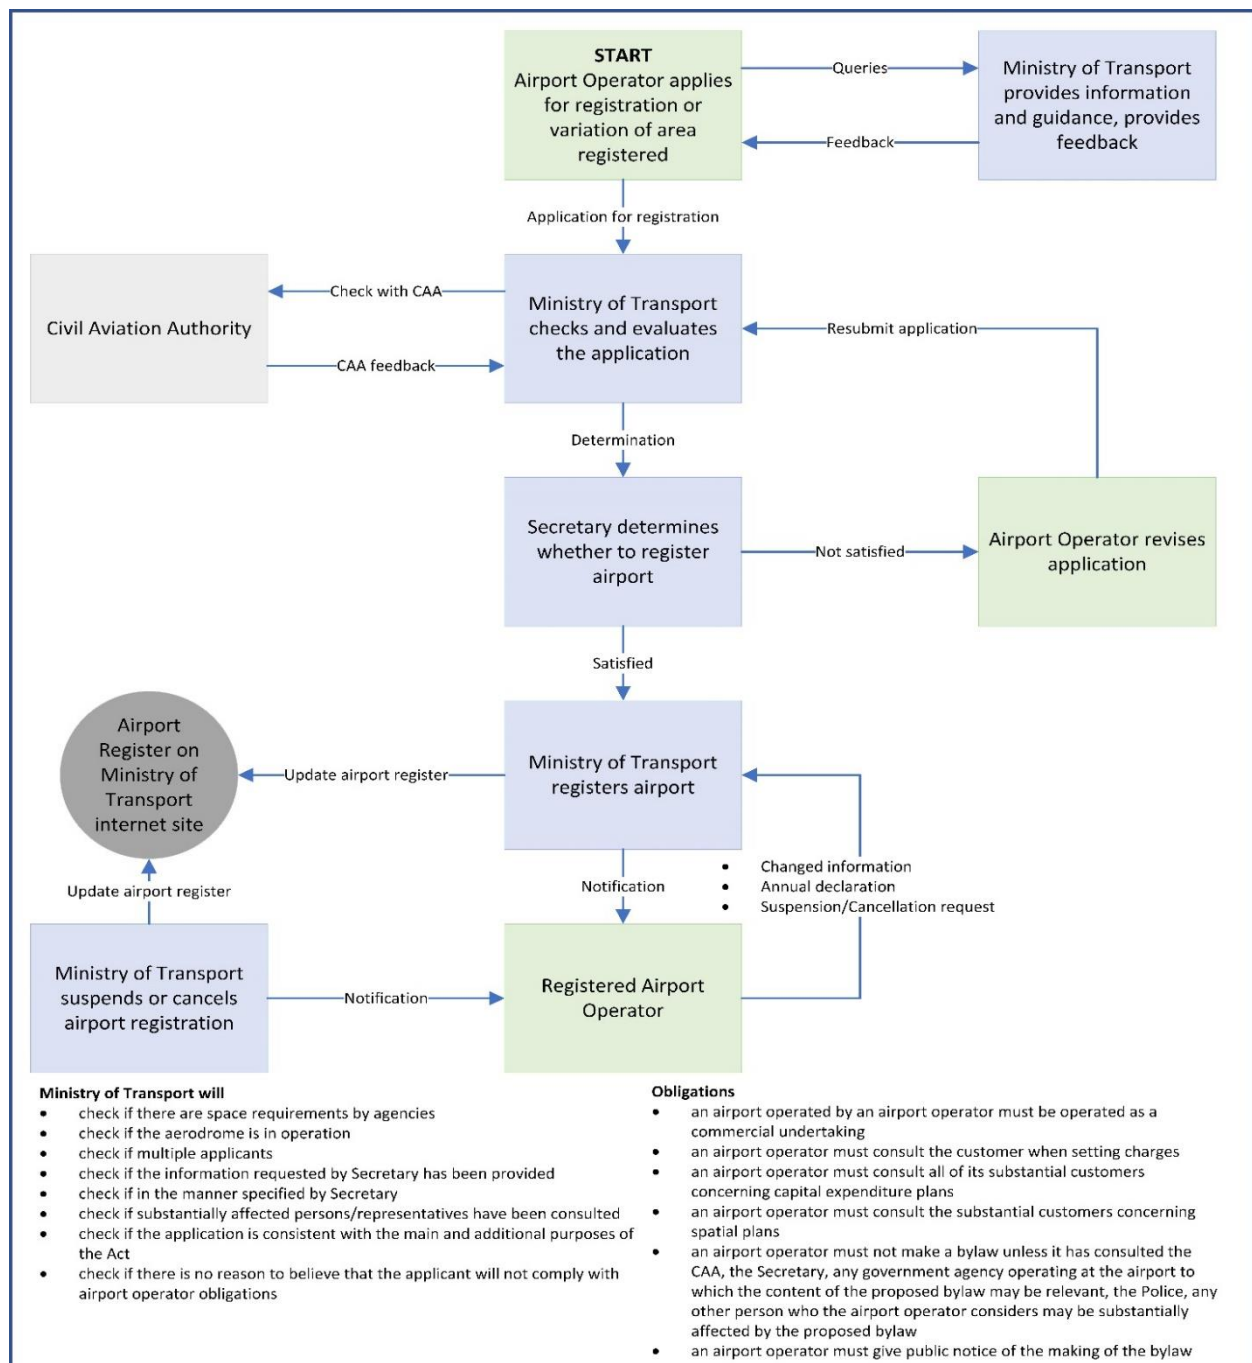 START
Airport Operator applies
for registration or
variation of area
registered
Queries
Feedback
Ministry of Transport
provides information
and guidance, provides
feedback
Application for registration
Civil Aviation Authority
Check with CAA
CAA feedback
Ministry of Transport
checks and evaluates
the application
Resubmit application
Determination
Secretary determines
whether to register
airport
Not satisfied
Airport Operator revises
application
Satisfied
Airport
Register on
Ministry of
Transport
internet site
Update airport register
Ministry of Transport
registers airport
Update airport register
Notification
• Changed information
• Annual declaration
• Suspension/Cancellation request
Ministry of Transport
suspends or cancels
airport registration
Notification
Registered Airport
Operator
Ministry of Transport will
• check if there are space requirements by agencies
• check if the aerodrome is in operation
• check if multiple applicants
• check if the information requested by Secretary has been provided
• check if in the manner specified by Secretary
• check if substantially affected persons/representatives have been consulted
• check if the application is consistent with the main and additional purposes of
the Act
• check if there is no reason to believe that the applicant will not comply with
airport operator obligations
Obligations
• an airport operated by an airport operator must be operated as a
commercial undertaking
• an airport operator must consult the customer when setting charges
• an airport operator must consult all of its substantial customers
concerning capital expenditure plans
• an airport operator must consult the substantial customers concerning
spatial plans
• an airport operator must not make a bylaw unless it has consulted the
CAA, the Secretary, any government agency operating at the airport to
which the content of the proposed bylaw may be relevant, the Police, any
other person who the airport operator considers may be substantially
affected by the proposed bylaw
• an airport operator must give public notice of the making of the bylaw